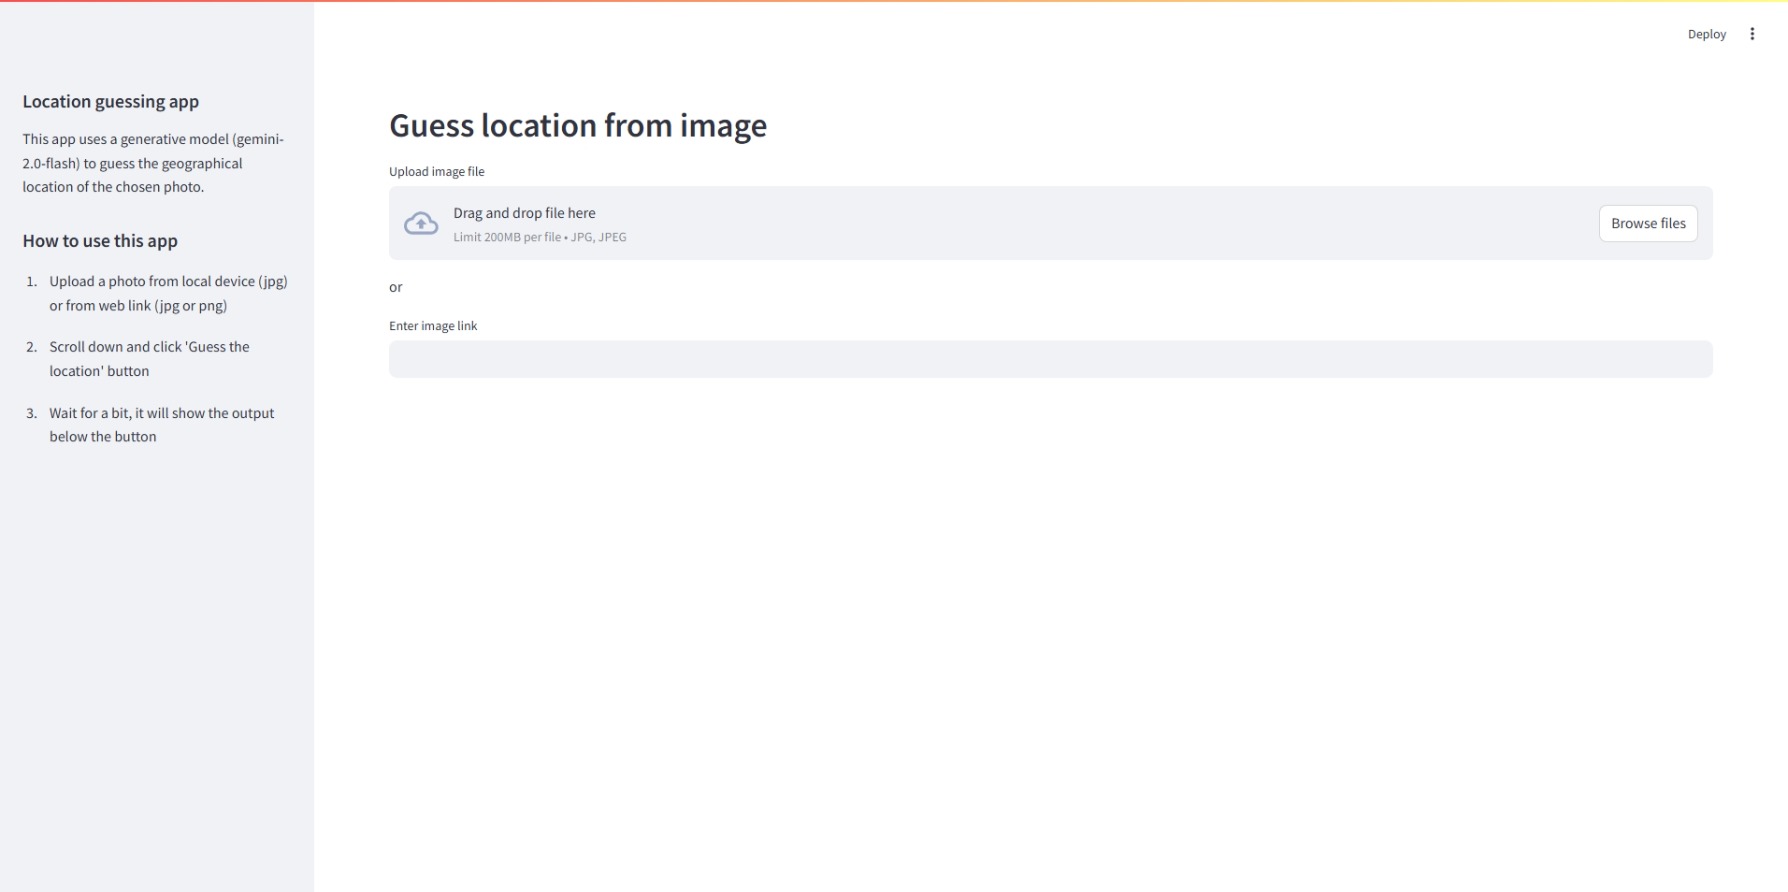 Deploy
Location guessing app
This app uses a generative model (gemini-
2.0-flash) to guess the geographical
location of the chosen photo.
How to use this app
1. Upload a photo from local device (jpg)
or from web link (jpg or png)
2. Scroll down and click 'Guess the
location' button
3. Wait for a bit, it will show the output
below the button
Guess location from image
Upload image file
Drag and drop file here
Limit 200MB per file • JPG, JPEG
Browse files
or
Enter image link